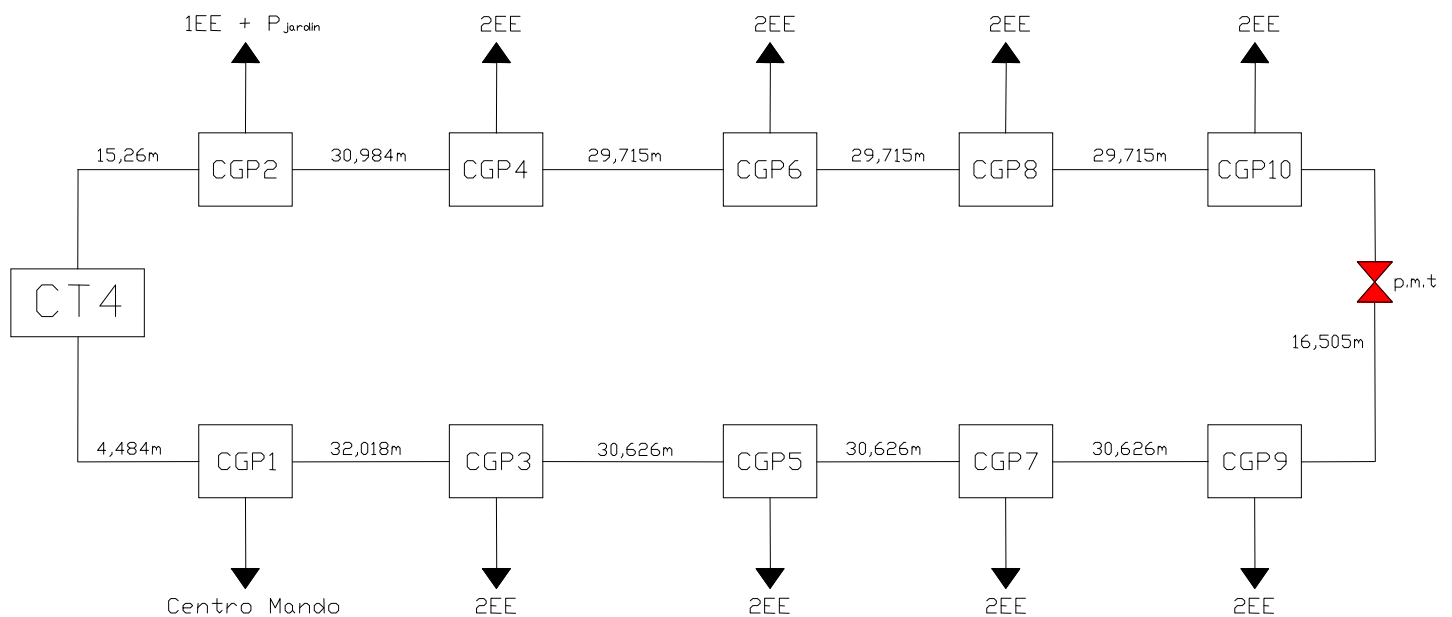 1EE + Pjardin
2EE
2EE
2EE
2EE
15,26m
30,984m
29,715m
29,715m
29,715m
CGP2
CGP4
CGP6
CGP8
CGP10
CT4
p.m.t
16,505m
4,484m
32,018m
30,626m
30,626m
30,626m
CGP1
CGP3
CGP5
CGP7
CGP9
Centro Mando
2EE
2EE
2EE
2EE